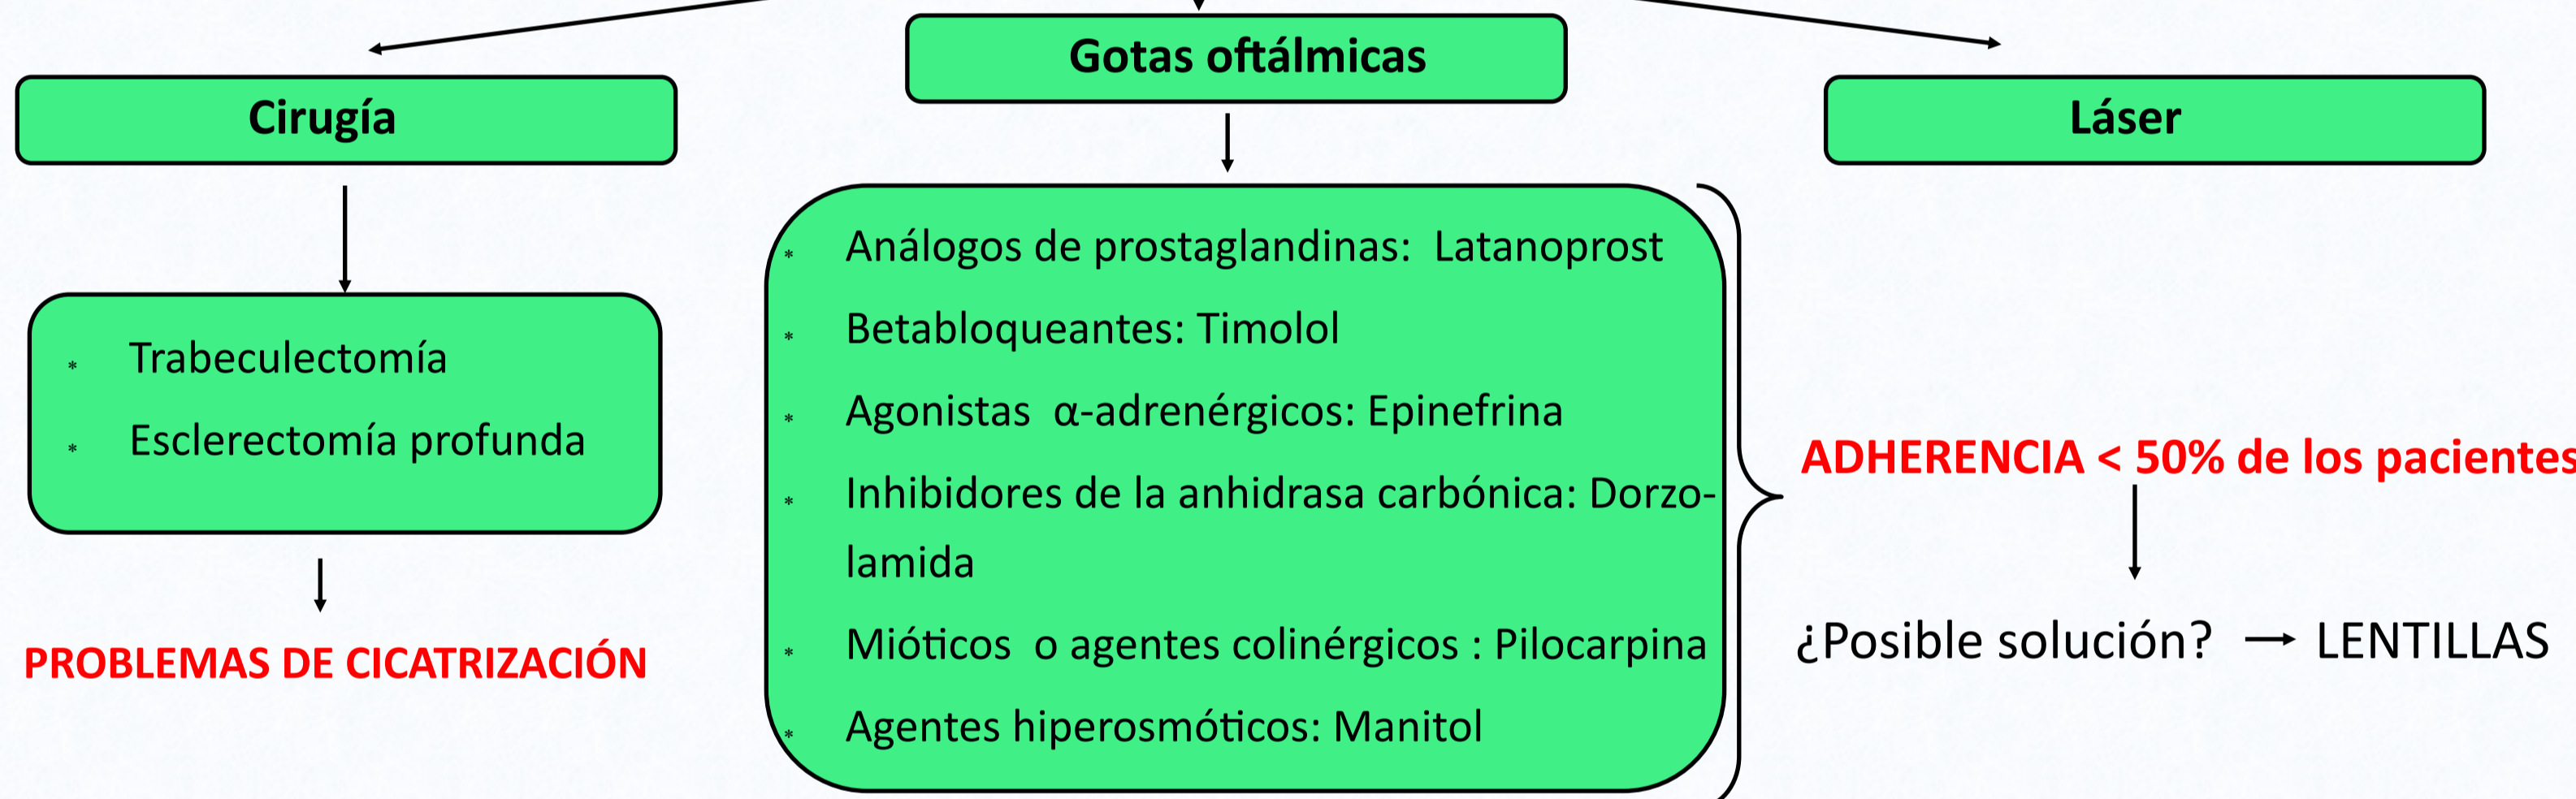 Cirugía
Gotas oftálmicas
Láser
Trabeculectomía
Esclerectomía profunda
PROBLEMAS DE CICATRIZACIÓN
Análogos de prostaglandinas: Latanoprost
Betabloqueantes: Timolol
Agonistas α-adrenérgicos: Epinefrina
Inhibidores de la anhidrasa carbónica: Dorzo-
lamida
Mióticos o agentes colinérgicos : Pilocarpina
Agentes hiperosmóticos: Manitol
ADHERENCIA < 50% de los pacientes
¿Posible solución? → LENTILLAS